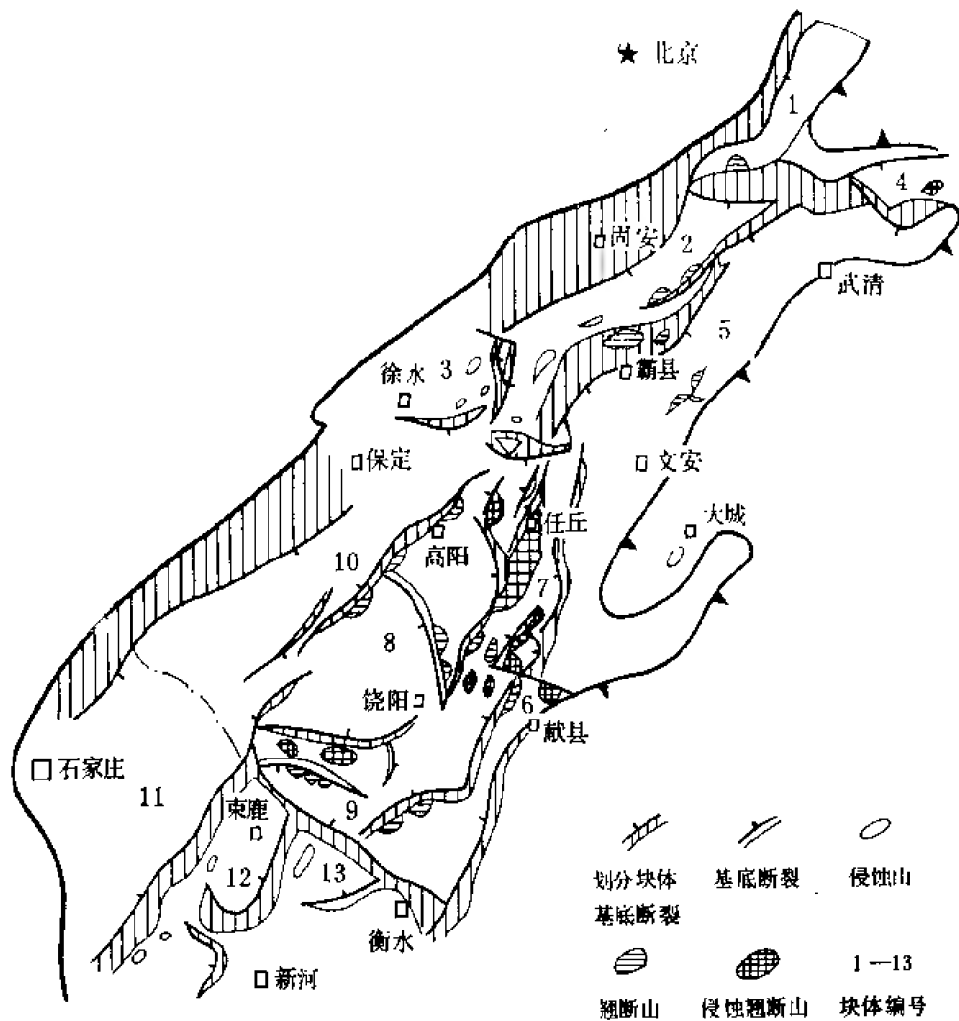 ★ 北京
1
4
固安
2
武清
5
徐水
3
霸县
保定
文安
大城
任丘
高阳
10
7
8
饶阳
6
献县
石家庄
11
束鹿
9
12
13
衡水
新河
划分块体
基底断裂
基底断裂
侵蚀山
翘断山
侵蚀翘断山
1—13
块体编号